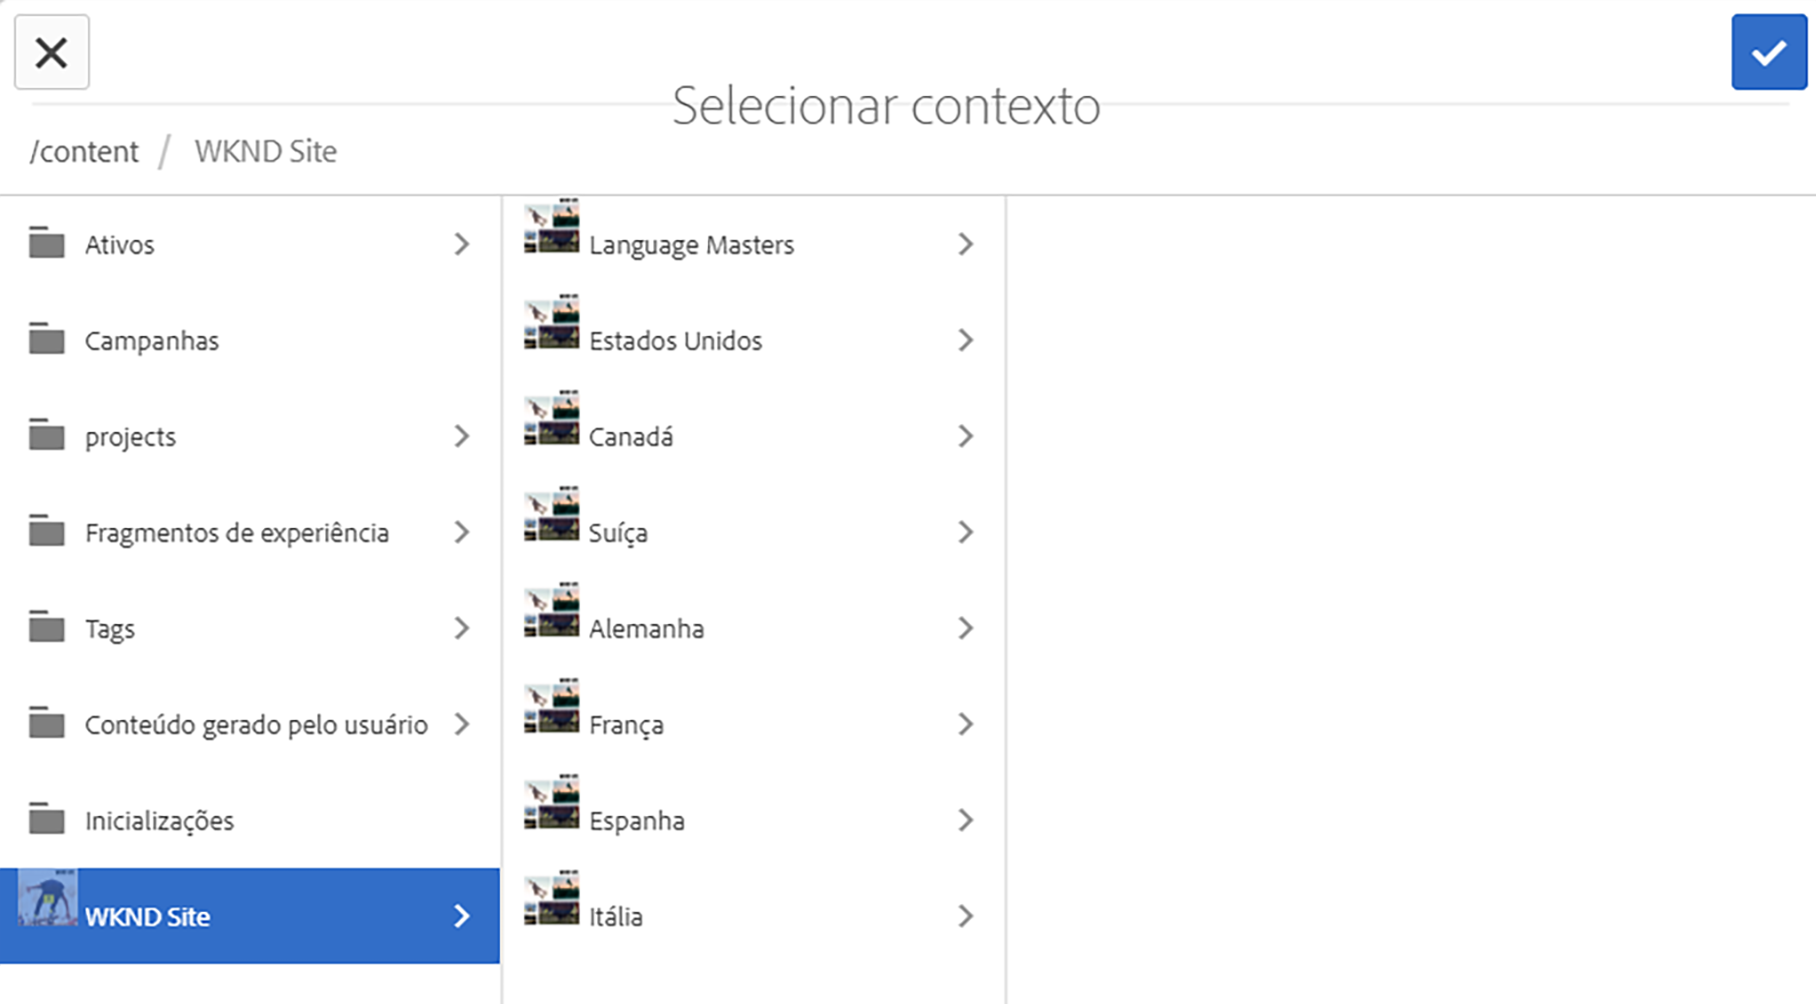 Selecionar contexto
/content / WKND Site
Ativos
Campanhas
projects
Fragmentos de experiência
Tags
Conteúdo gerado pelo usuário
Inicializações
WKND Site
Language Masters
Estados Unidos
Canadá
Suíça
Alemanha
França
Espanha
Itália